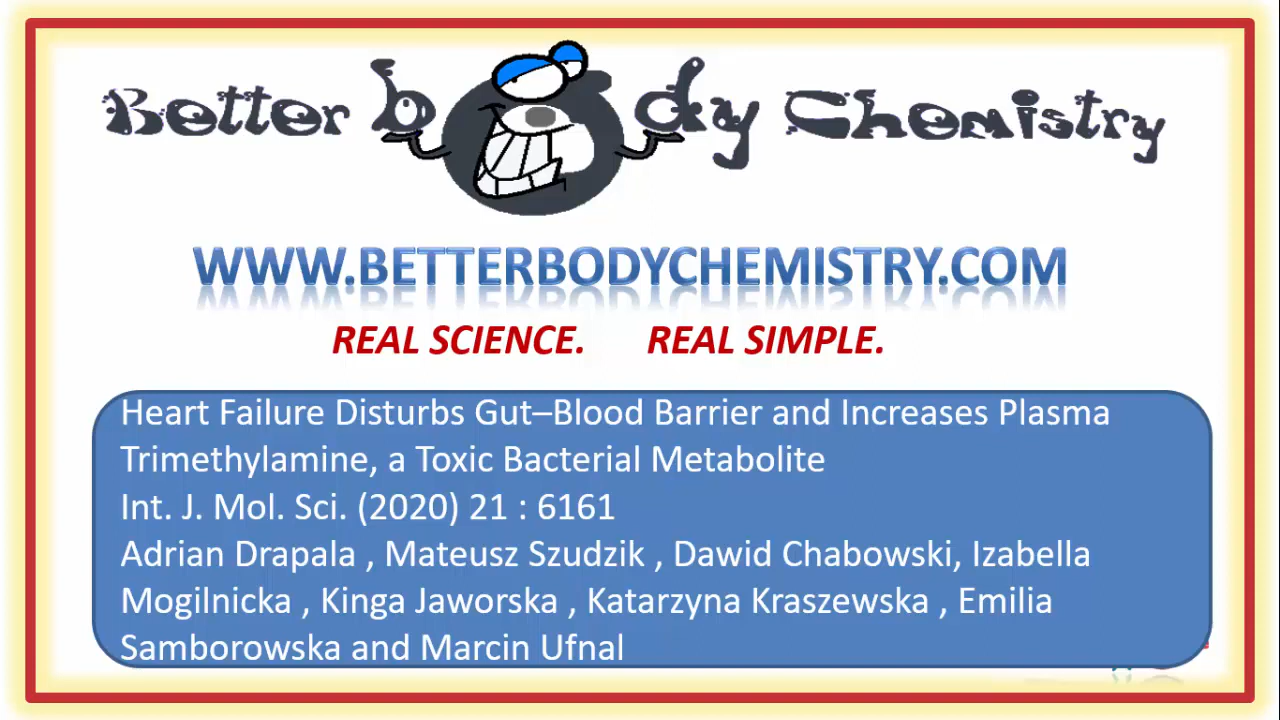 Better body Chemistry
WWW.BETTERBODYCHEMISTRY.COM
REAL SCIENCE. REAL SIMPLE.
Heart Failure Disturbs Gut–Blood Barrier and Increases Plasma
Trimethylamine, a Toxic Bacterial Metabolite
Int. J. Mol. Sci. (2020) 21 : 6161
Adrian Drapala , Mateusz Szudzik , Dawid Chabowski, Izabella
Mogilnicka , Kinga Jaworska , Katarzyna Kraszewska , Emilia
Samborowska and Marcin Ufnal